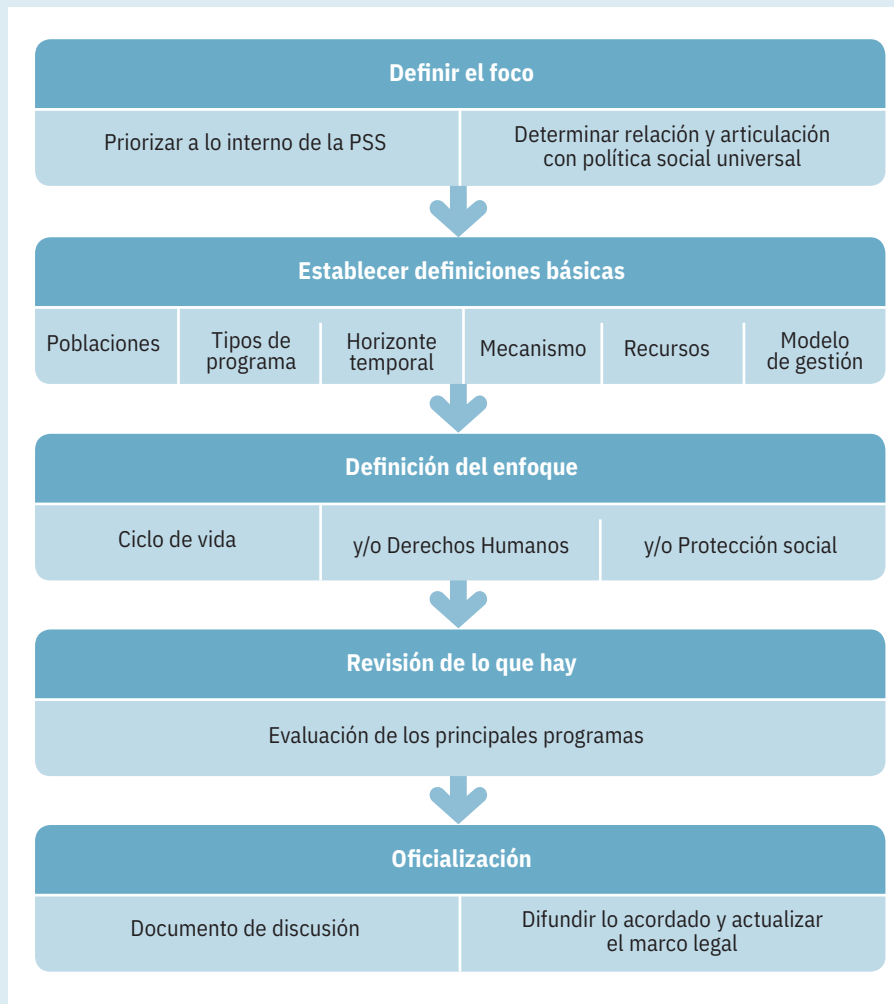 Definir el foco
Priorizar a lo interno de la PSS
Determinar relación y articulación
con política social universal
Establecer definiciones básicas
Poblaciones
Tipos de
programa
Horizonte
temporal
Mecanismo
Recursos
Modelo
de gestión
Definición del enfoque
Ciclo de vida
y/o Derechos Humanos
y/o Protección social
Revisión de lo que hay
Evaluación de los principales programas
Oficialización
Documento de discusión
Difundir lo acordado y actualizar
el marco legal